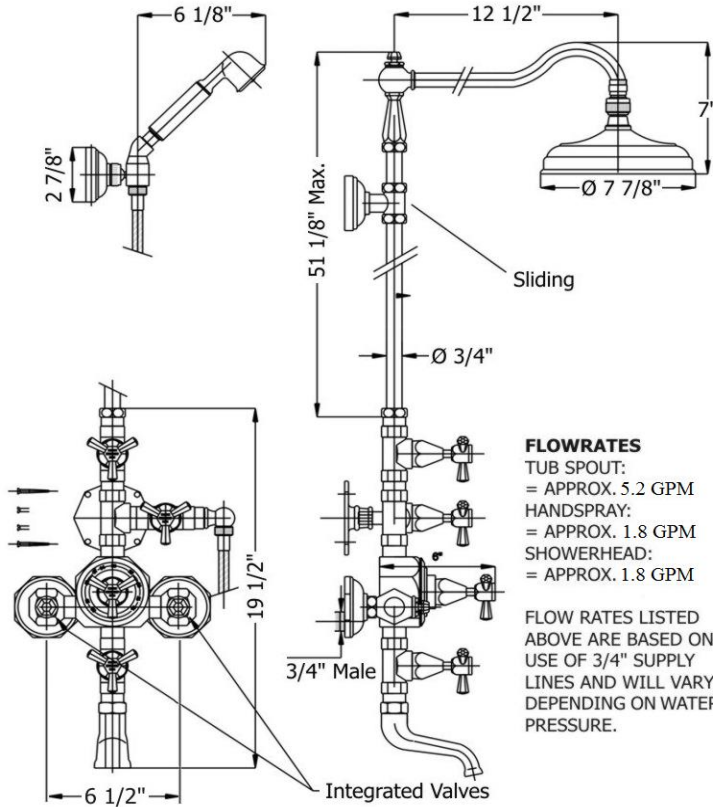 6 1/8"
12 1/2"
7"
2 7/8"
51 1/8" Max.
Ø 7 7/8"
Sliding
Ø 3/4"
FLOWRATES
TUB SPOUT:
= APPROX. 5.2 GPM
HANDSPRAY:
= APPROX. 1.8 GPM
SHOWERHEAD:
= APPROX. 1.8 GPM
6"
19 1/2"
3/4" Male
FLOW RATES LISTED
ABOVE ARE BASED ON
USE OF 3/4" SUPPLY
LINES AND WILL VARY
DEPENDING ON WATER
PRESSURE.
6 1/2"
Integrated Valves